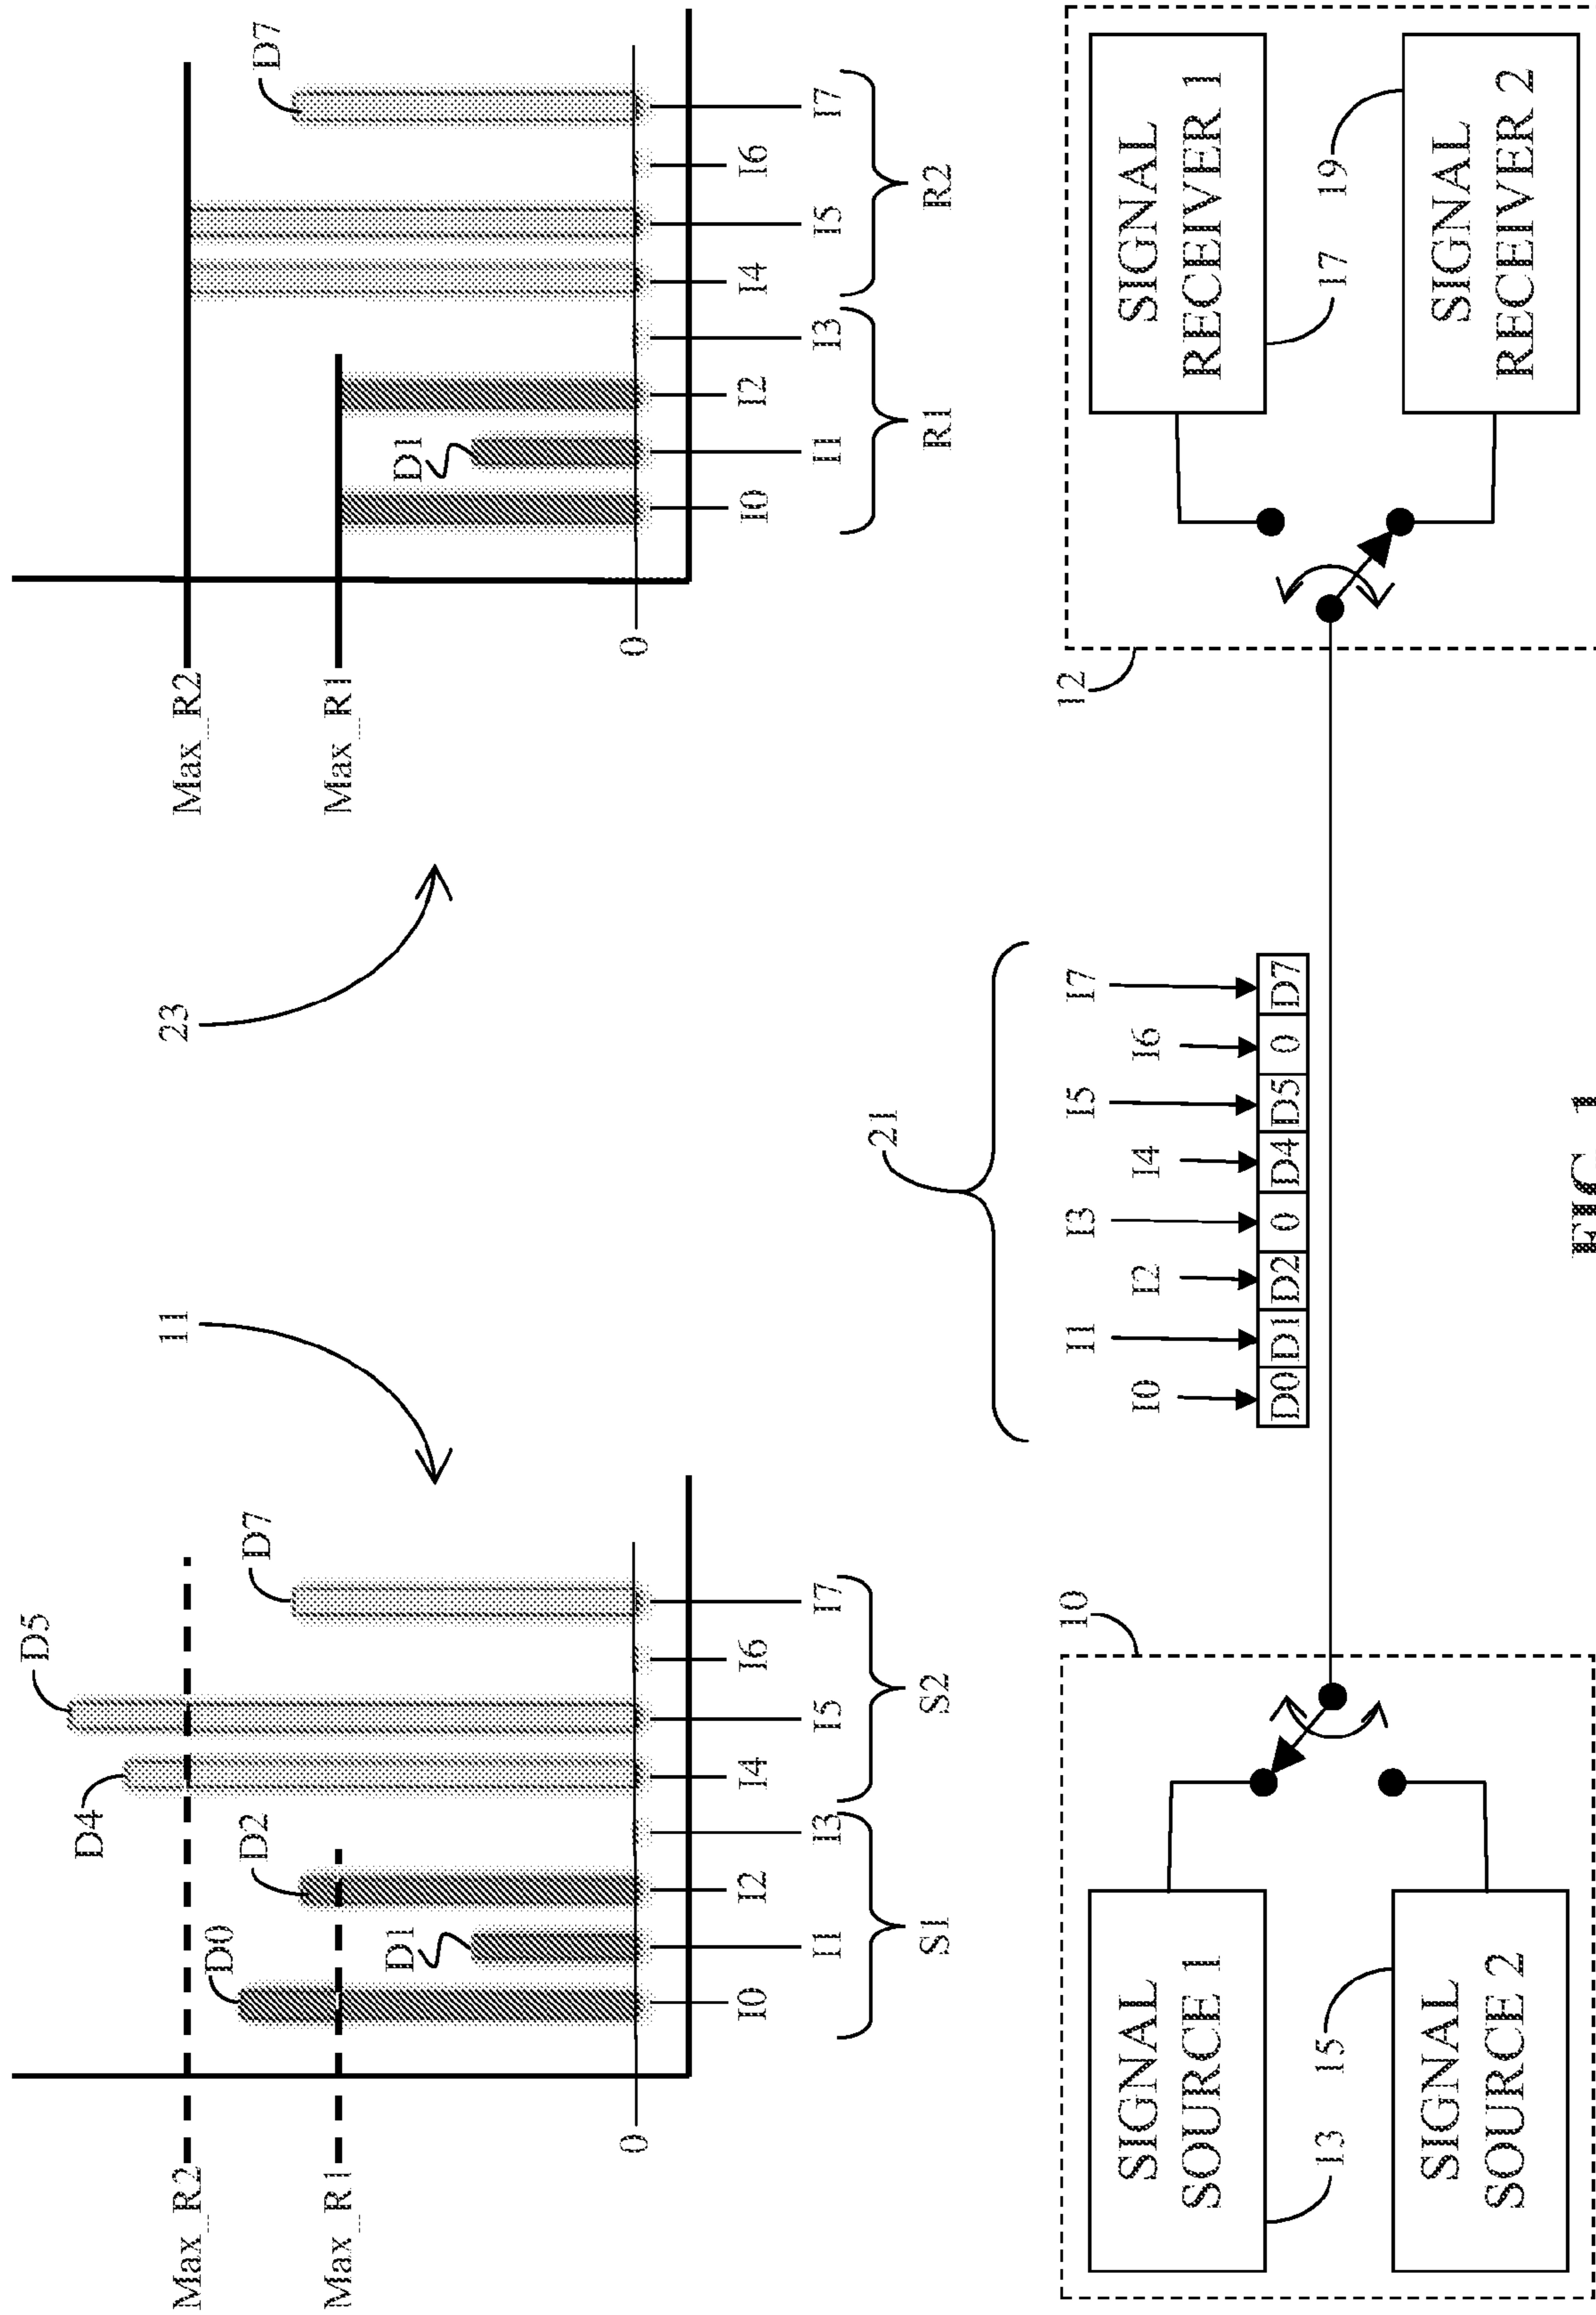 Max_R2
Max_R1
0
D0
D1
D2
D4
D5
D7
I0
I1
I2
I3
I4
I5
I6
I7
S1
S2
11
23
Max_R2
Max_R1
0
D1
D7
I0
I1
I2
I3
I4
I5
I6
I7
R1
R2
21
I0
I1
I2
I3
I4
I5
I6
I7
D0 D1 D2 0 D4 D5 0 D7
10
SIGNAL
SOURCE 1
13
15
SIGNAL
SOURCE 2
12
SIGNAL
RECEIVER 1
17
19
SIGNAL
RECEIVER 2
FIG. 1